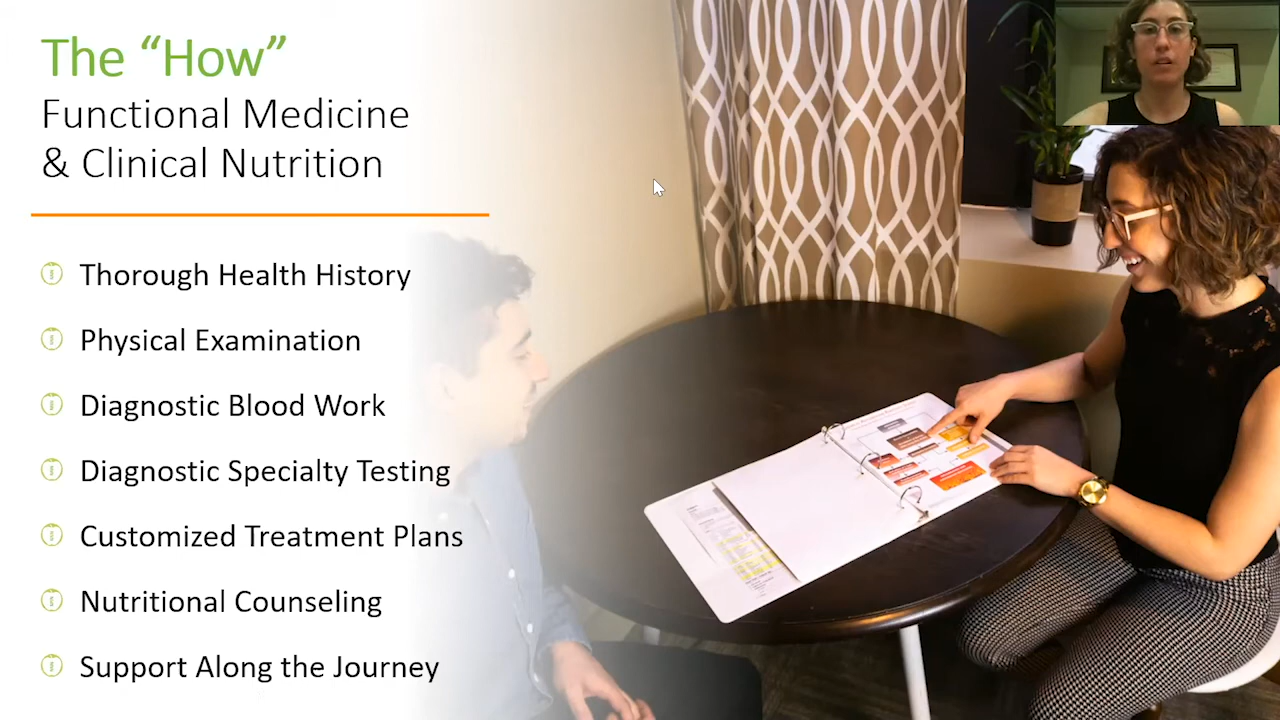 The “How”
Functional Medicine
& Clinical Nutrition
Thorough Health History
Physical Examination
Diagnostic Blood Work
Diagnostic Specialty Testing
Customized Treatment Plans
Nutritional Counseling
Support Along the Journey